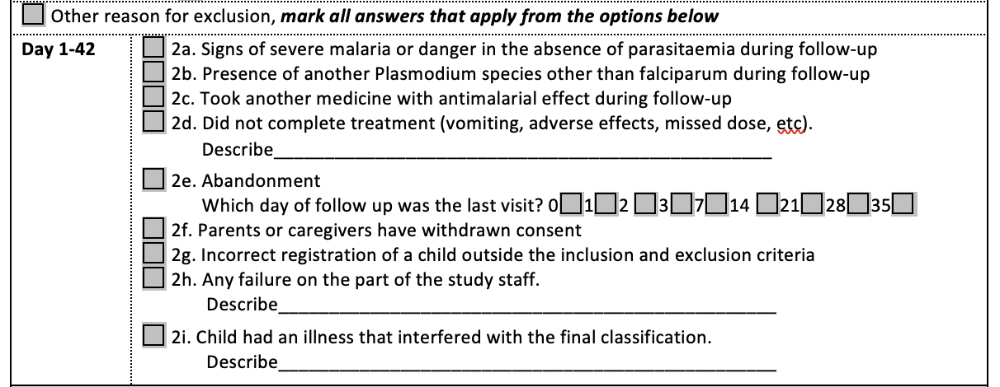 Other reason for exclusion, mark all answers that apply from the options below
Day 1-42
2a. Signs of severe malaria or danger in the absence of parasitaemia during follow-up
2b. Presence of another Plasmodium species other than falciparum during follow-up
2c. Took another medicine with antimalarial effect during follow-up
2d. Did not complete treatment (vomiting, adverse effects, missed dose, etc).
Describe
2e. Abandonment
Which day of follow up was the last visit? 0 1 2 3 7 14 21 28 35
2f. Parents or caregivers have withdrawn consent
2g. Incorrect registration of a child outside the inclusion and exclusion criteria
2h. Any failure on the part of the study staff.
Describe
2i. Child had an illness that interfered with the final classification.
Describe